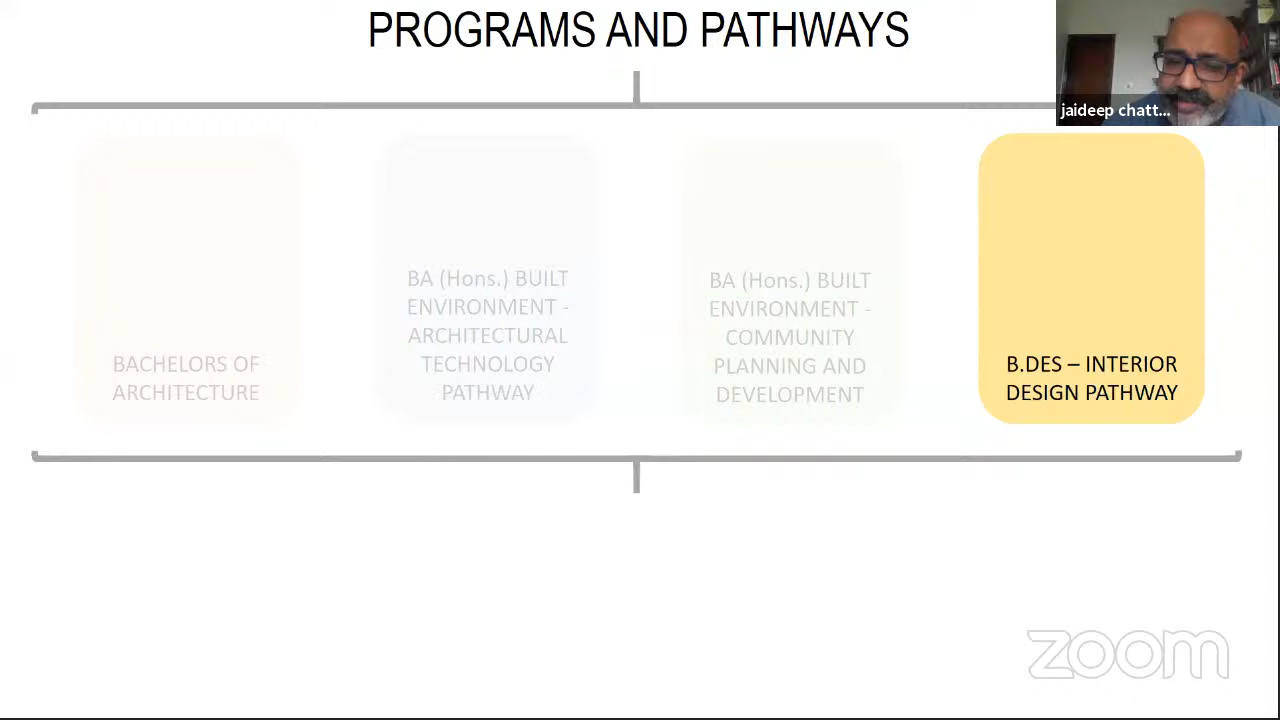 PROGRAMS AND PATHWAYS
jaideep chatt...
BACHELORS OF
ARCHITECTURE
BA (Hons.) BUILT
ENVIRONMENT -
ARCHITECTURAL
TECHNOLOGY
PATHWAY
BA (Hons.) BUILT
ENVIRONMENT -
COMMUNITY
PLANNING AND
DEVELOPMENT
B.DES – INTERIOR
DESIGN PATHWAY
zoom